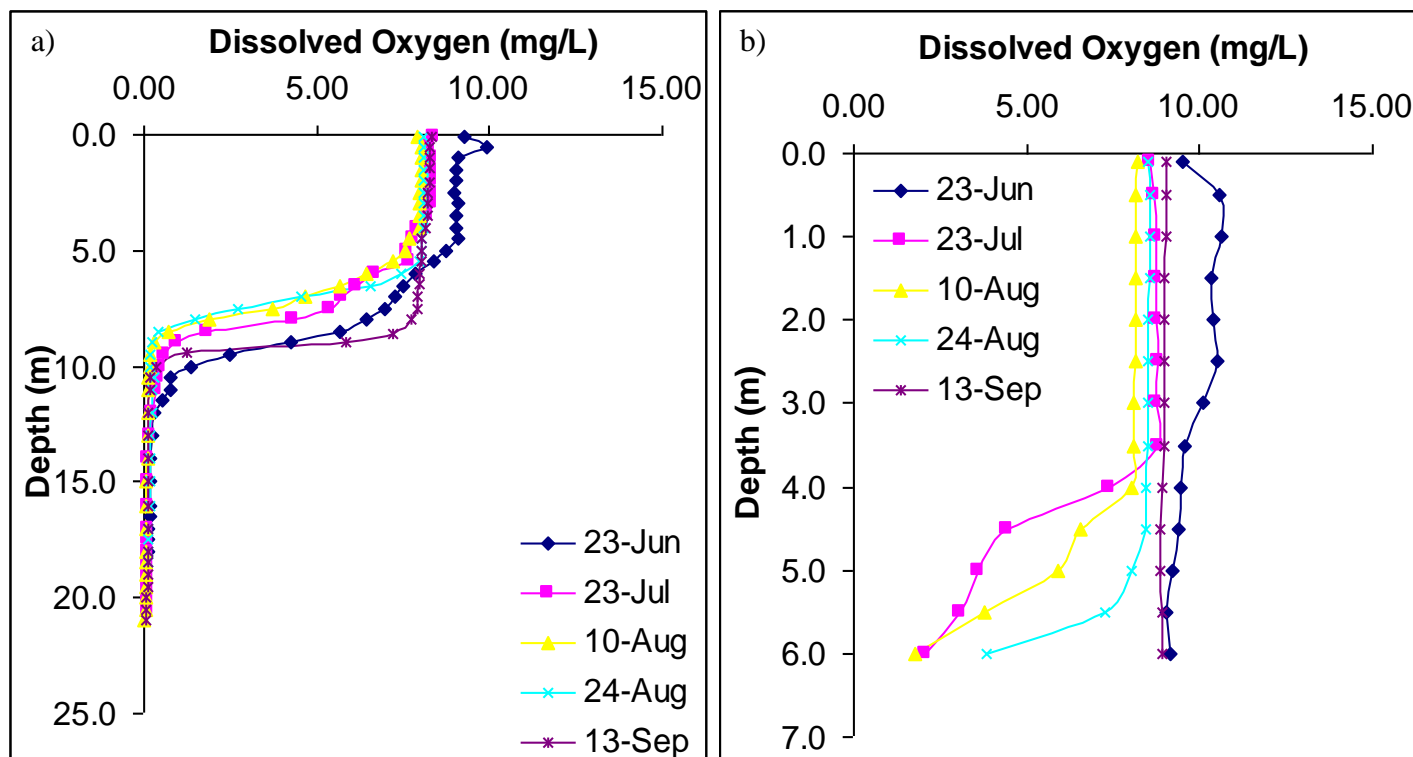 a)
Dissolved Oxygen (mg/L)
0.00 5.00 10.00 15.00
0.0
5.0
10.0
15.0
20.0
25.0
Depth (m)
23-Jun
23-Jul
10-Aug
24-Aug
13-Sep
b)
Dissolved Oxygen (mg/L)
0.00 5.00 10.00 15.00
0.0
1.0
2.0
3.0
4.0
5.0
6.0
7.0
Depth (m)
23-Jun
23-Jul
10-Aug
24-Aug
13-Sep